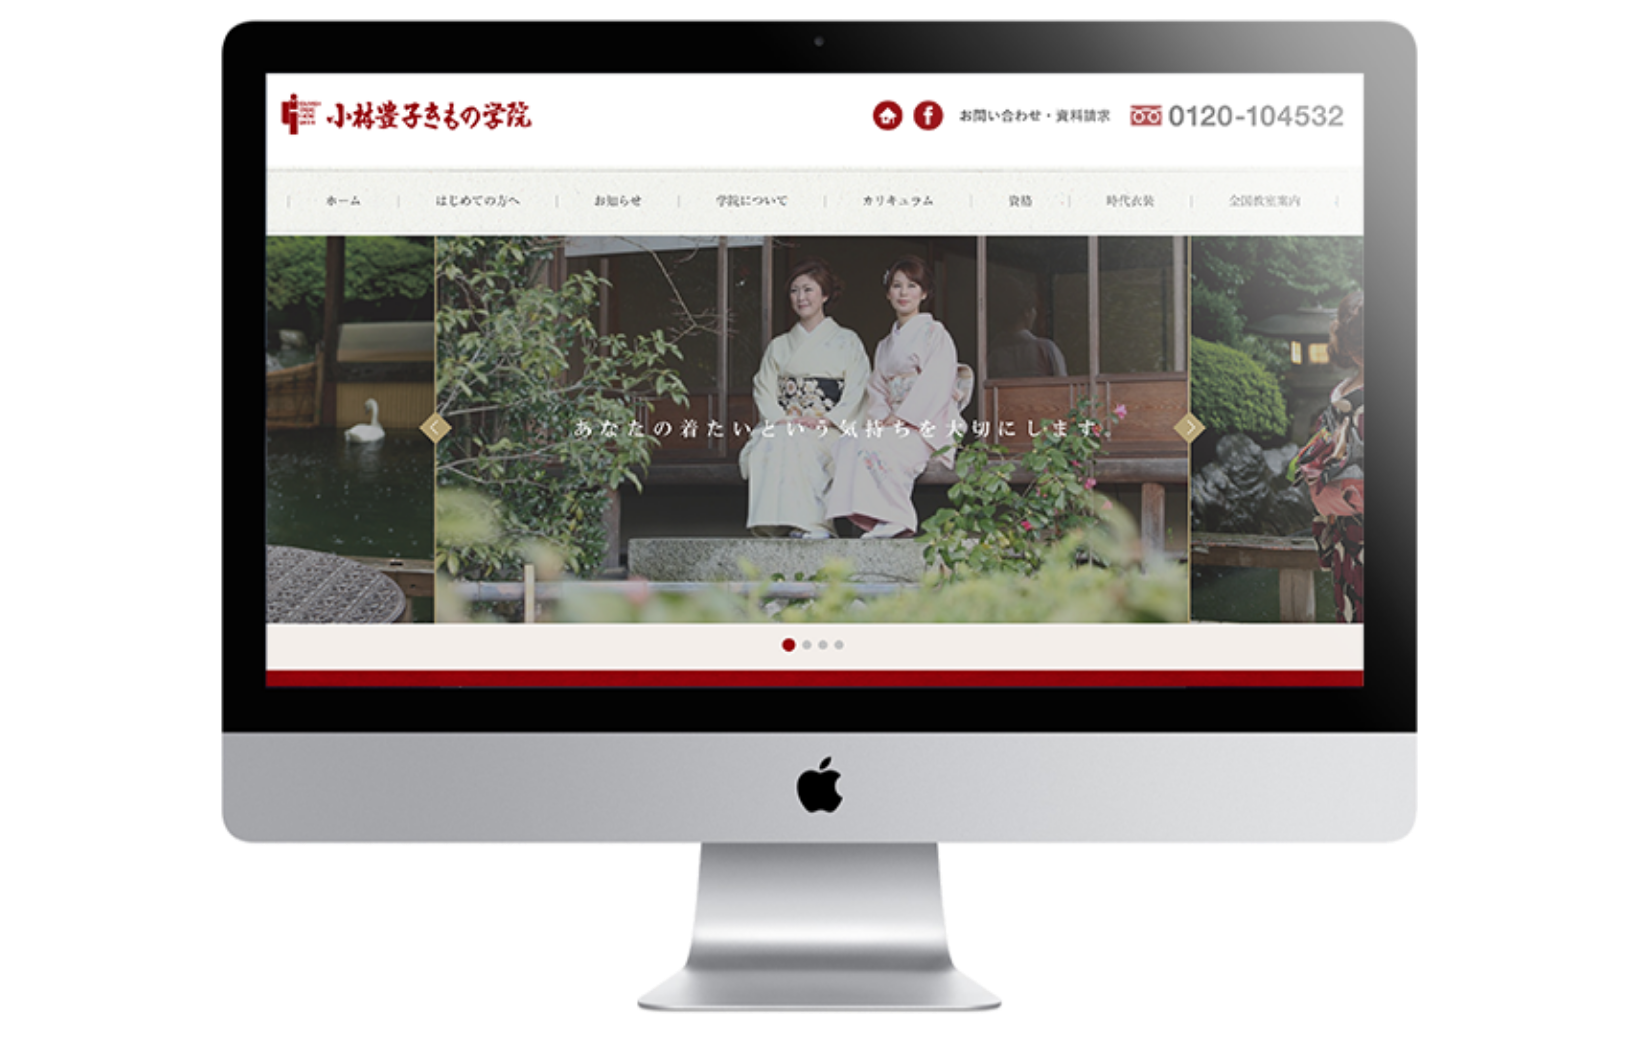 小林豊子きもの学院
お問い合わせ・資料請求 0120-104532
ホーム はじめての方へ お知らせ 学院について カリキュラム 資格 時代衣装 全国教室案内
あなたの着たいという気持ちを大切にします。